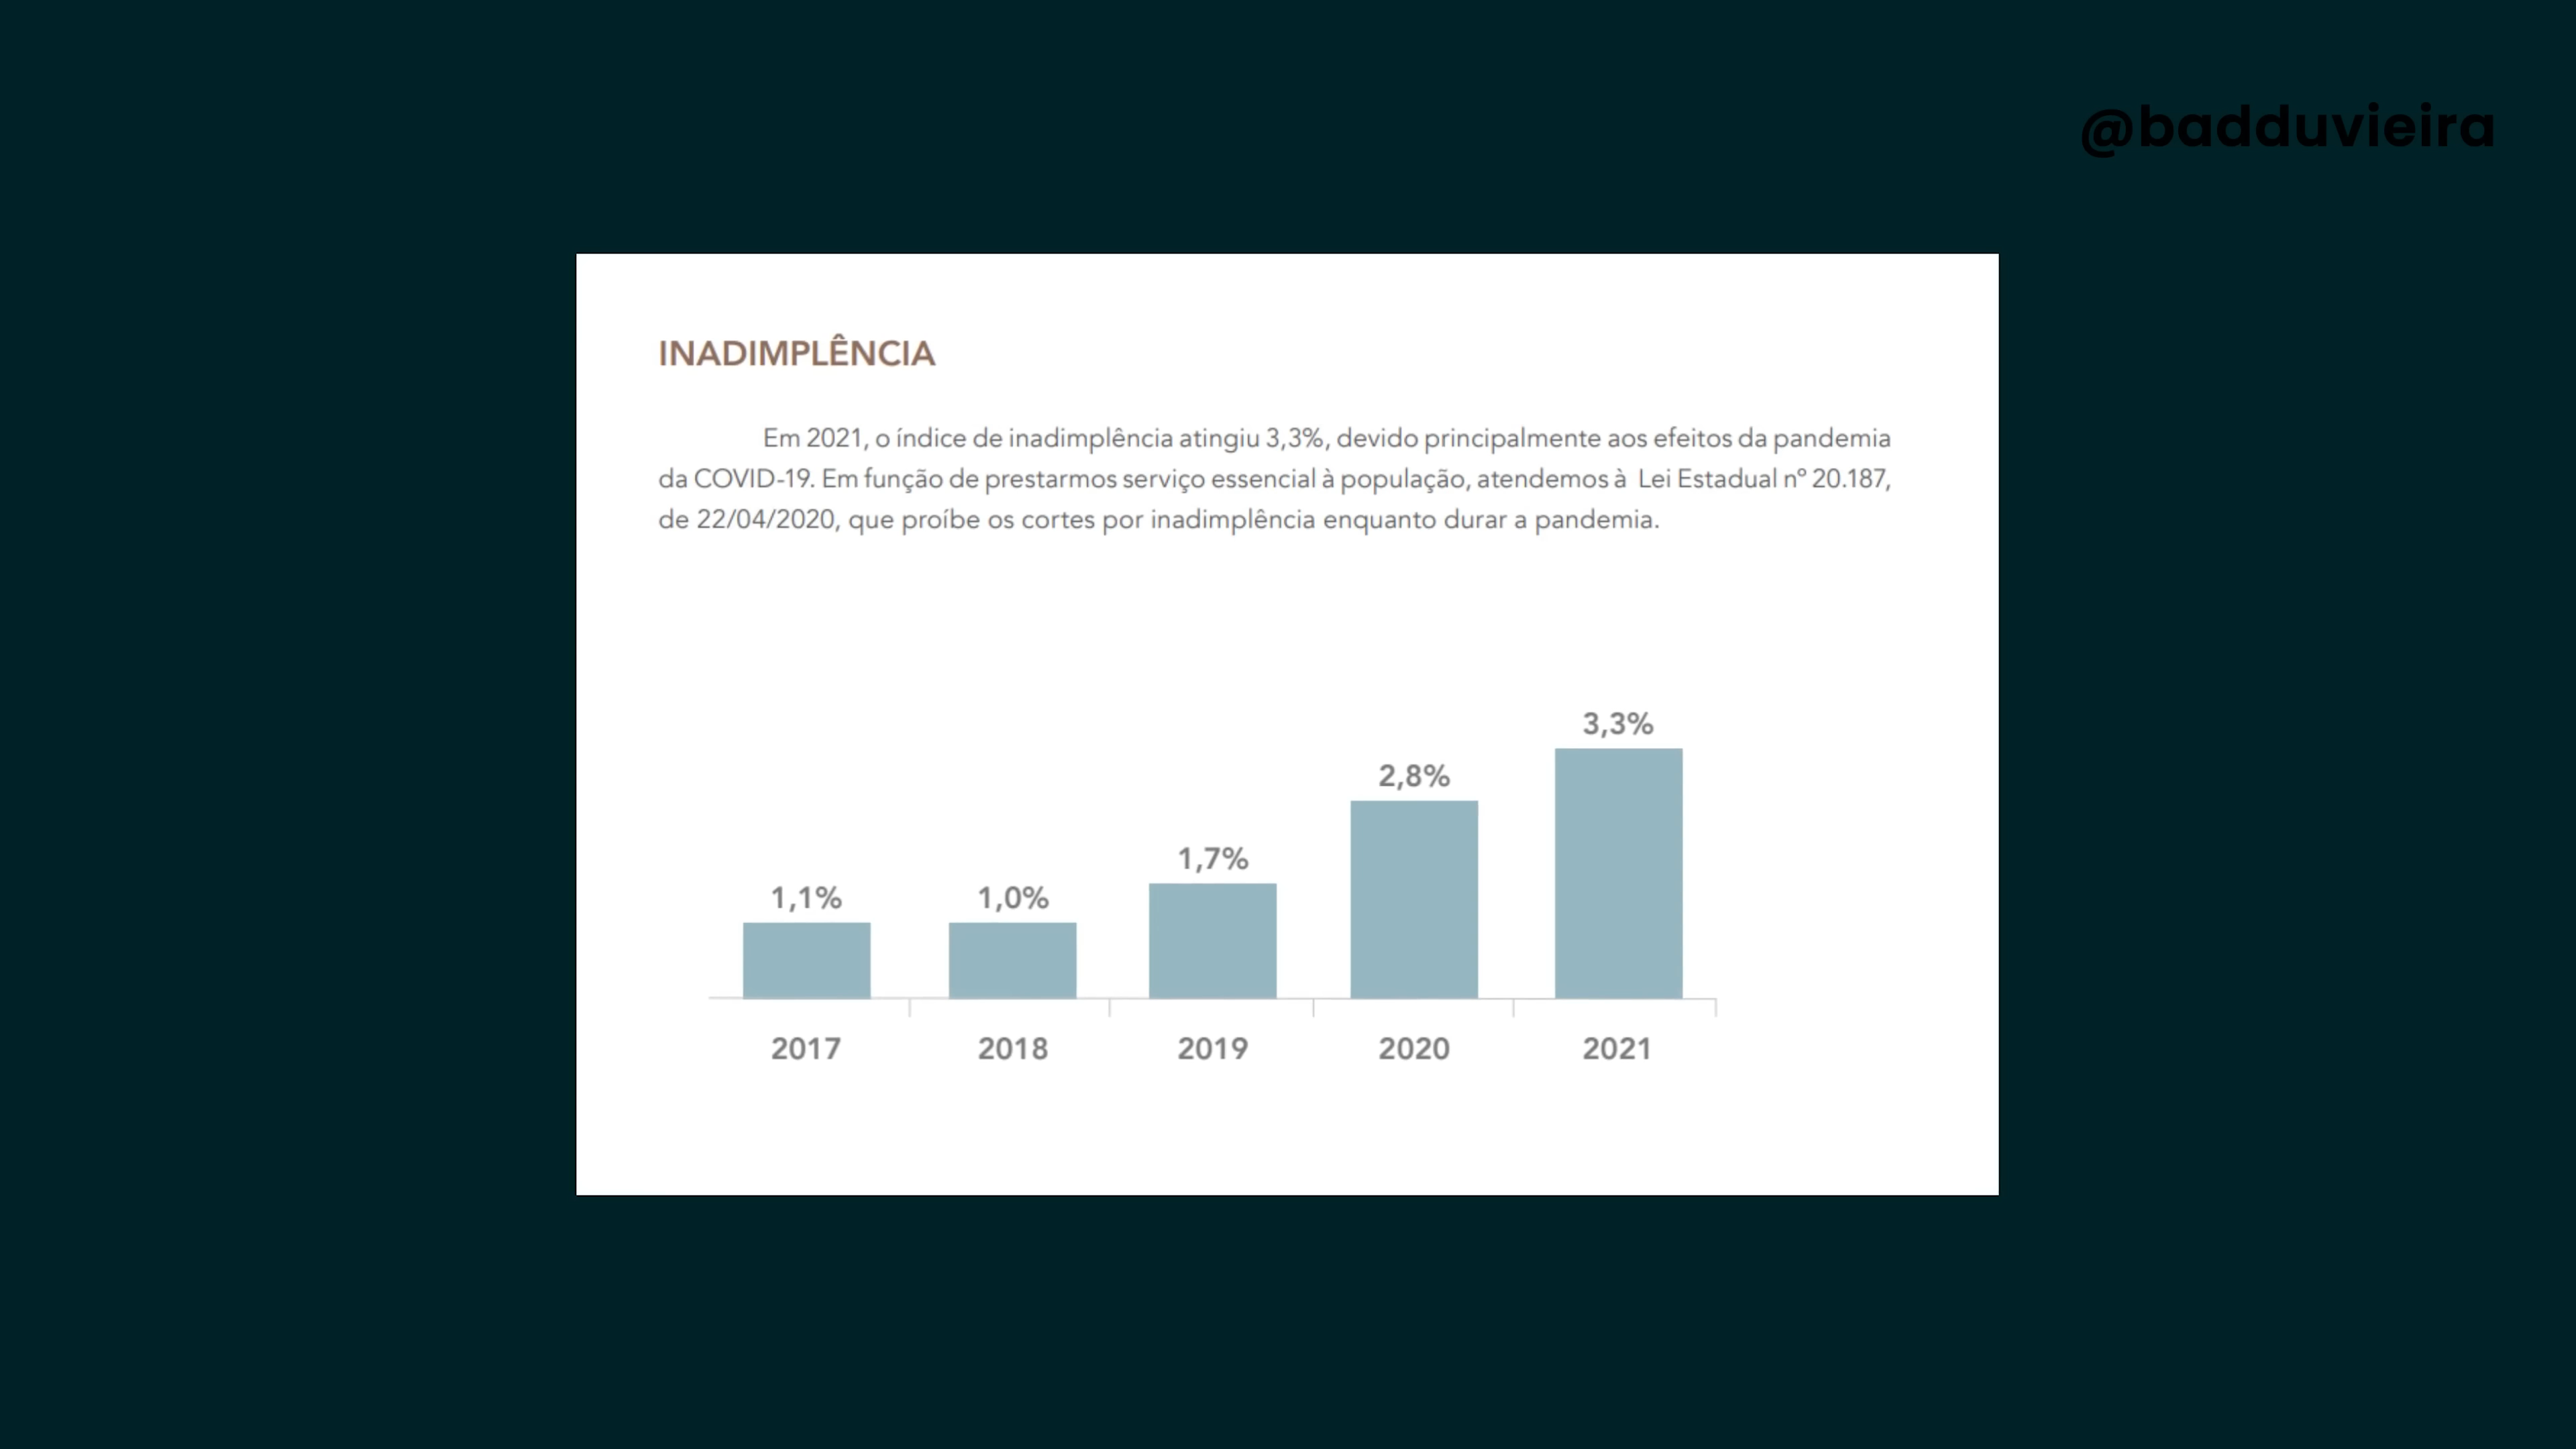 @badduvieira
INADIMPLÊNCIA
Em 2021, o índice de inadimplência atingiu 3,3%, devido principalmente aos efeitos da pandemia
da COVID-19. Em função de prestarmos serviço essencial à população, atendemos à Lei Estadual nº 20.187,
de 22/04/2020, que proíbe os cortes por inadimplência enquanto durar a pandemia.
3,3%
2,8%
1,7%
1,1% 1,0%
2017 2018 2019 2020 2021